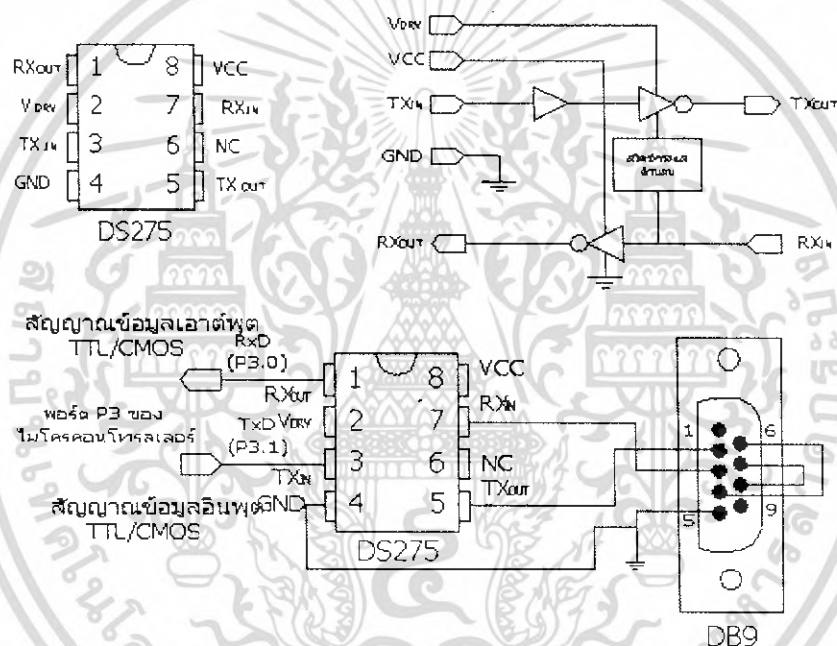 RXOUT 1 8 VCC
VDRV 2 7 RXIN
TXIN 3 6 NC
GND 4 5 TXOUT
DS275
VDRV
VCC
TXIN TXOUT
GND
RXOUT RXIN
สัญญาณข้อมูลเอาต์พุต
TTL/CMOS
RxD
(P3.0)
RXOUT
พอร์ต P3 ของ
ไมโครคอนโทรลเลอร์
TxD VDRV
(P3.1)
TXIN
สัญญาณข้อมูลอินพุต
TTL/CMOS
GND
1 8 VCC
2 7 RXIN
3 6 NC
4 5 TXOUT
DS275
1 6
5 9
DB9